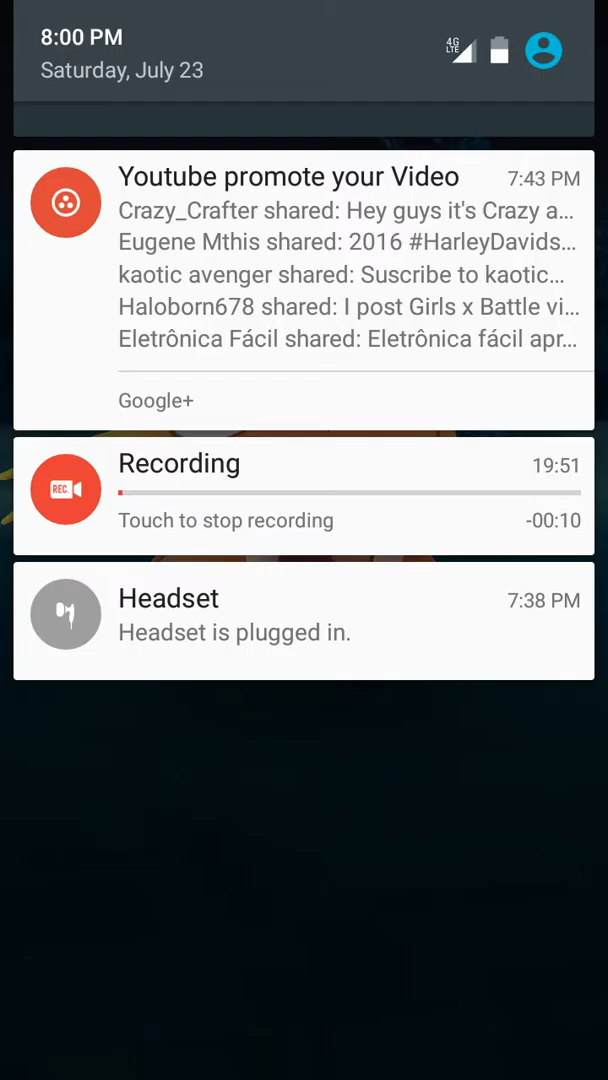 8:00 PM
4G
LTE
Saturday, July 23
Youtube promote your Video 7:43 PM
Crazy_Crafter shared: Hey guys it's Crazy a...
Eugene Mthis shared: 2016 #HarleyDavids...
kaotic avenger shared: Suscribe to kaotic...
Haloborn678 shared: I post Girls x Battle vi...
Eletrônica Fácil shared: Eletrônica fácil apr...
Google+
Recording 19:51
REC.
Touch to stop recording -00:10
Headset 7:38 PM
Headset is plugged in.